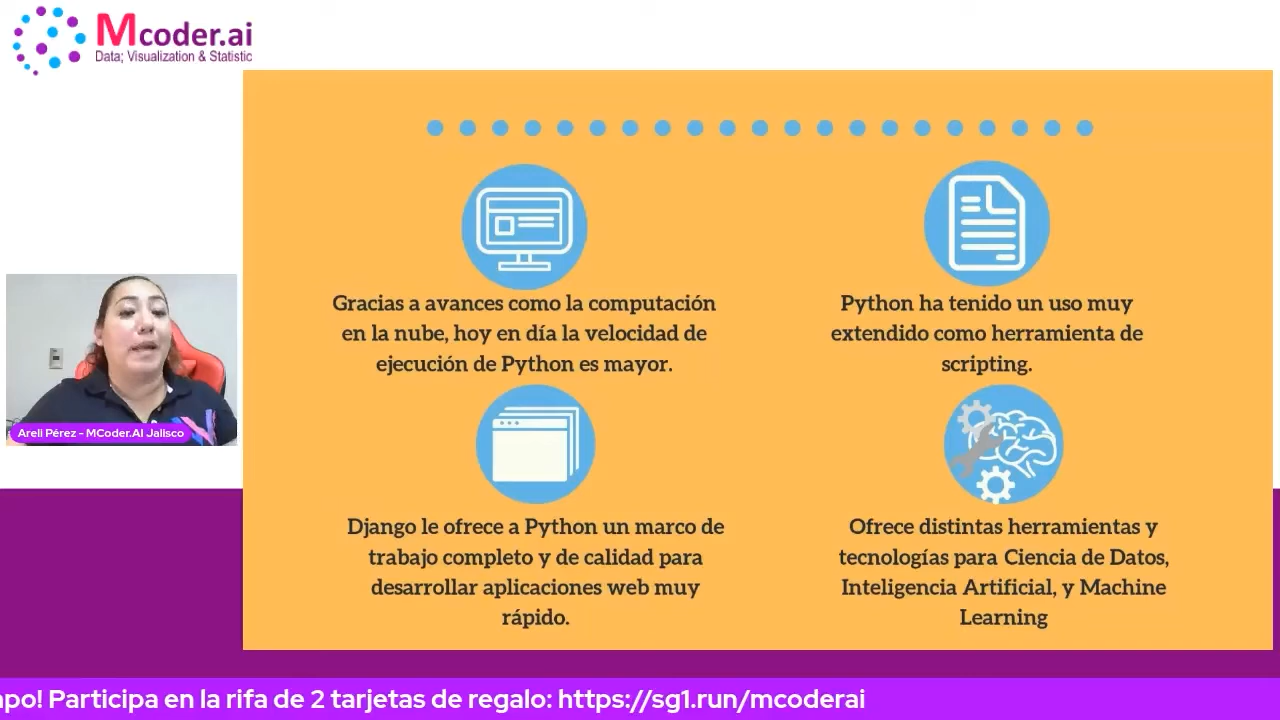 Mcoder.ai
Data; Visualization & Statistic
Gracias a avances como la computación
en la nube, hoy en día la velocidad de
ejecución de Python es mayor.
Python ha tenido un uso muy
extendido como herramienta de
scripting.
Django le ofrece a Python un marco de
trabajo completo y de calidad para
desarrollar aplicaciones web muy
rápido.
Ofrece distintas herramientas y
tecnologías para Ciencia de Datos,
Inteligencia Artificial, y Machine
Learning
Areli Pérez - MCoder.AI Jalisco
Participa en la rifa de 2 tarjetas de regalo: https://sg1.run/mcoderai